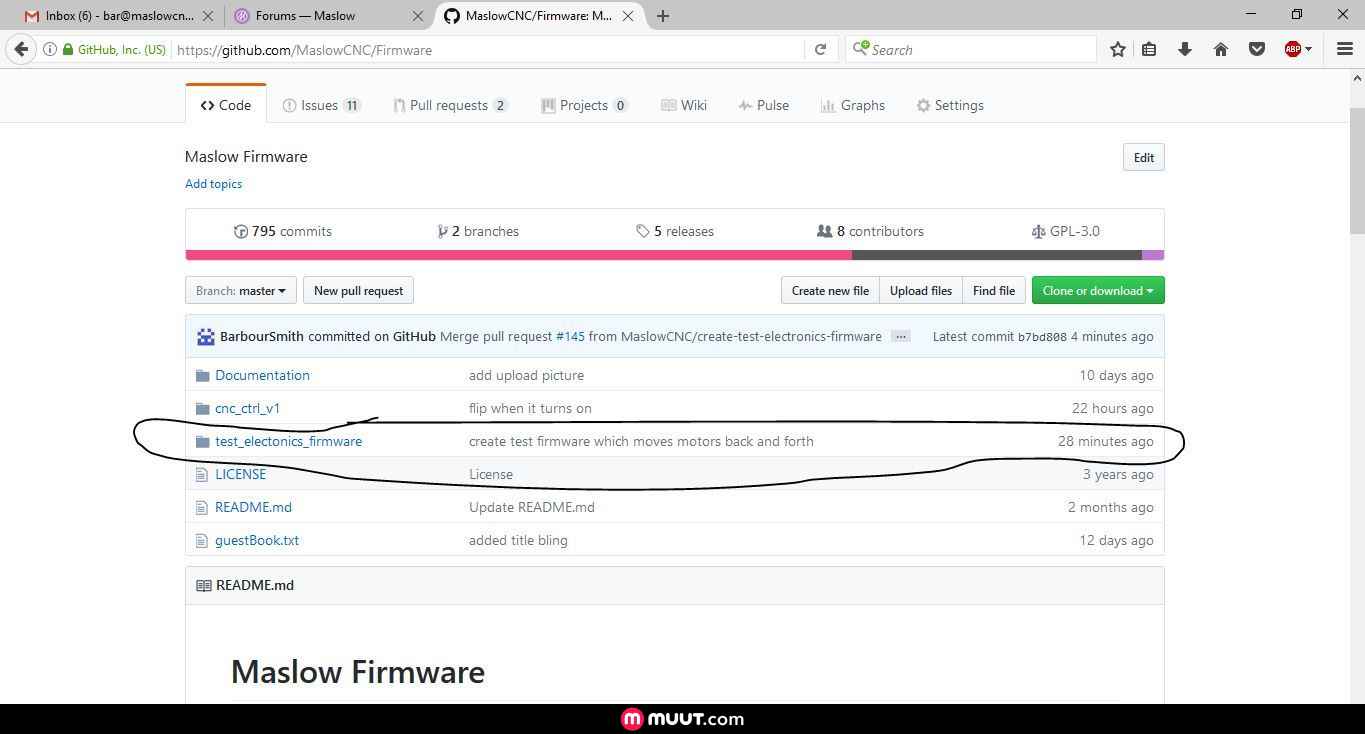 Inbox (6) - bar@maslowcn... Forums — Maslow MaslowCNC/Firmware: M...
GitHub, Inc. (US) https://github.com/MaslowCNC/Firmware Search ABP
Code Issues 11 Pull requests 2 Projects 0 Wiki Pulse Graphs Settings
Maslow Firmware Edit
Add topics
795 commits 2 branches 5 releases 8 contributors GPL-3.0
Branch: master New pull request Create new file Upload files Find file Clone or download
BarbourSmith committed on GitHub Merge pull request #145 from MaslowCNC/create-test-electronics-firmware ... Latest commit b7bd808 4 minutes ago
Documentation add upload picture 10 days ago
cnc_ctrl_v1 flip when it turns on 22 hours ago
test_electonics_firmware create test firmware which moves motors back and forth 28 minutes ago
LICENSE License 3 years ago
README.md Update README.md 2 months ago
guestBook.txt added title bling 12 days ago
README.md
Maslow Firmware
m muut.com